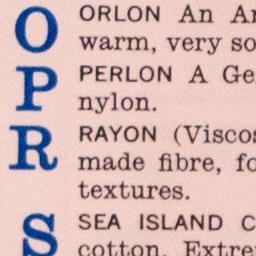 O ORLON An
warm, very so
P PERLON A Ge
nylon.
R RAYON (Visco
made fibre, fo
textures.
S SEA ISLAND
cotton. Extre